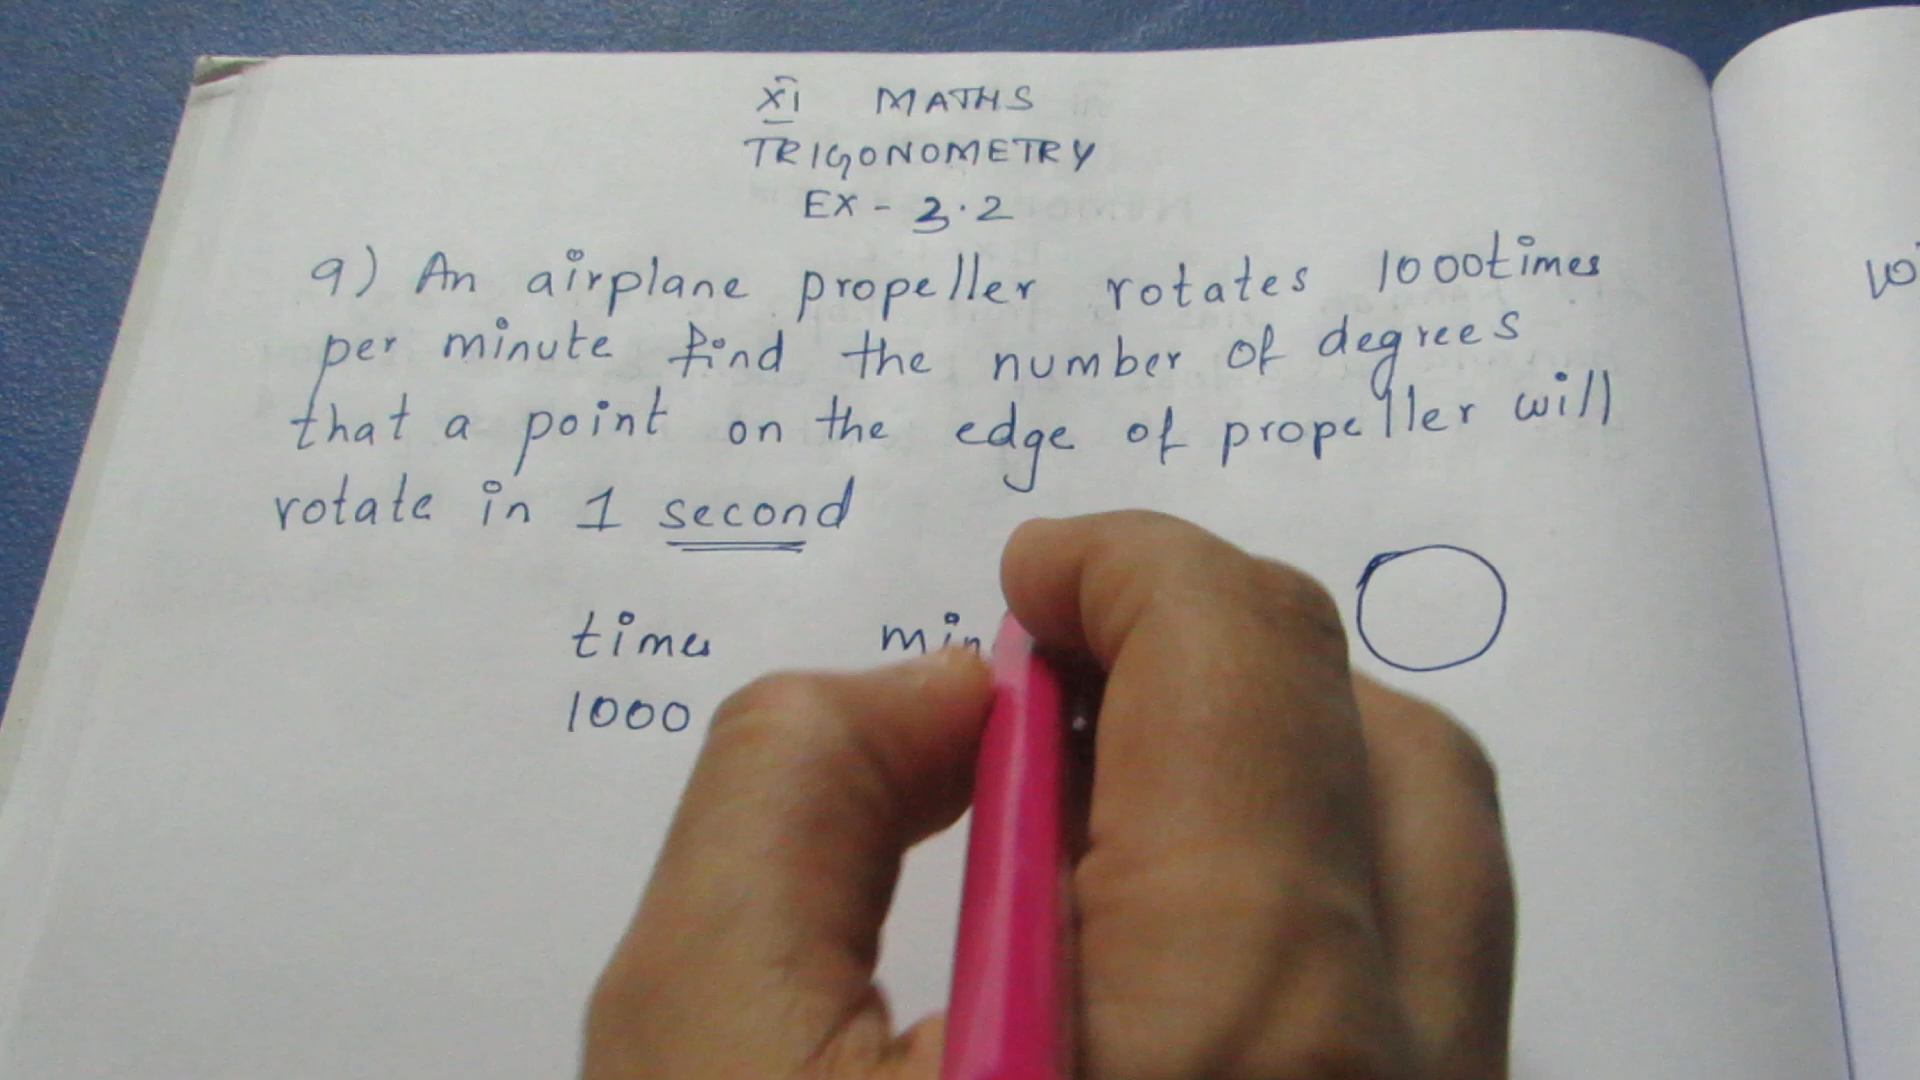 XI MATHS
TRIGONOMETRY
EX - 3.2
9) An airplane propeller rotates 1000times
per minute find the number of degrees
that a point on the edge of propeller will
rotate in 1 second
times
1000